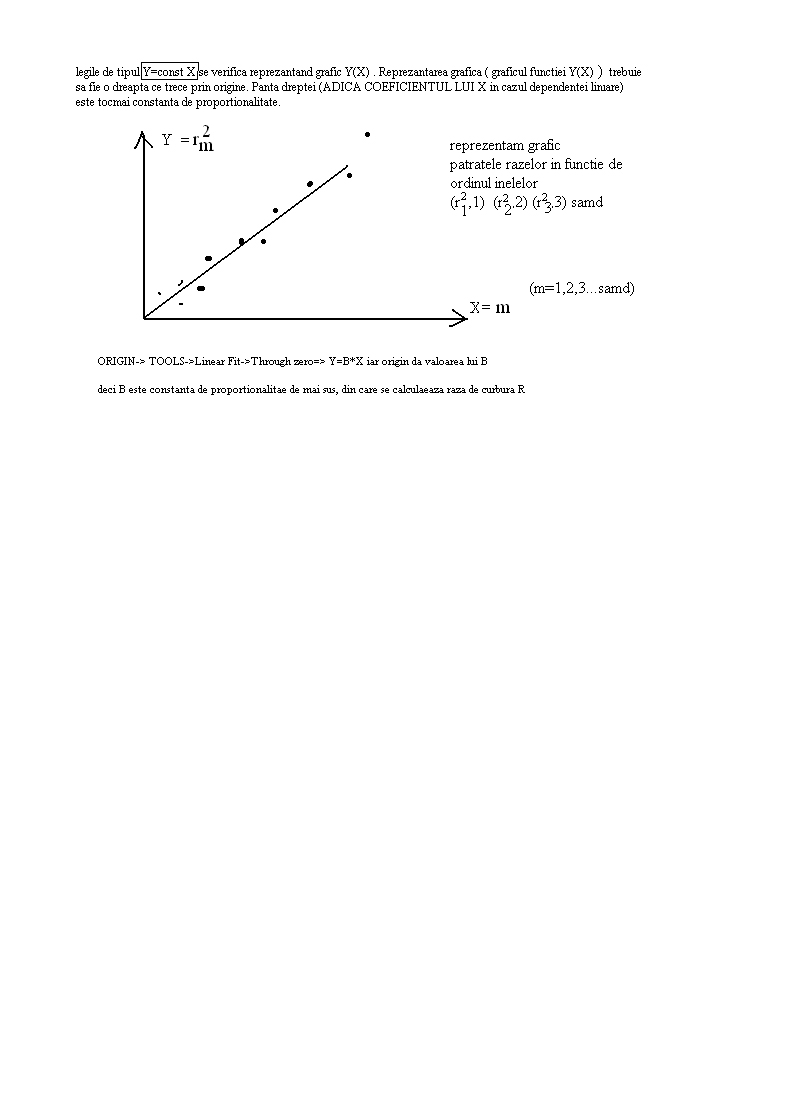 legile de tipul Y=const X se verifica reprezantand grafic Y(X) . Reprezantarea grafica ( graficul functiei Y(X) ) trebuie
sa fie o dreapta ce trece prin origine. Panta dreptei (ADICA COEFICIENTUL LUI X in cazul dependentei linuare)
este tocmai constanta de proportionalitate.
Y = r_m^2
reprezentam grafic
patratele razelor in functie de
ordinul inelelor
(r_1^2,1) (r_2^2,2) (r_3^2,3) samd
(m=1,2,3...samd)
X= m
ORIGIN-> TOOLS->Linear Fit->Through zero=> Y=B*X iar origin da valoarea lui B
deci B este constanta de proportionalitae de mai sus, din care se calculaeaza raza de curbura R